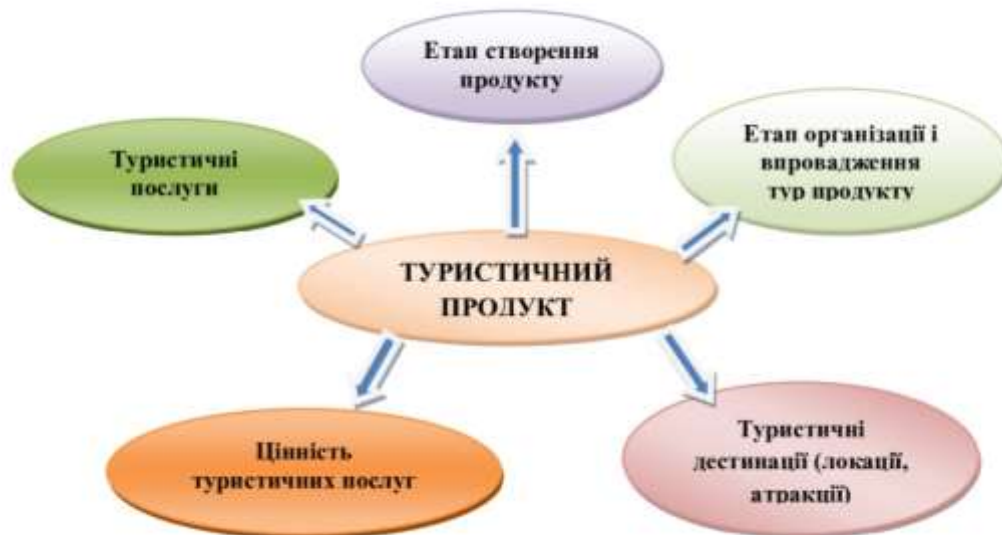 Етап створення
продукту
Туристичні
послуги
Етап організації і
впровадження
тур продукту
ТУРИСТИЧНИЙ
ПРОДУКТ
Цінність
туристичних послуг
Туристичні
дестинації (локації,
атракції)